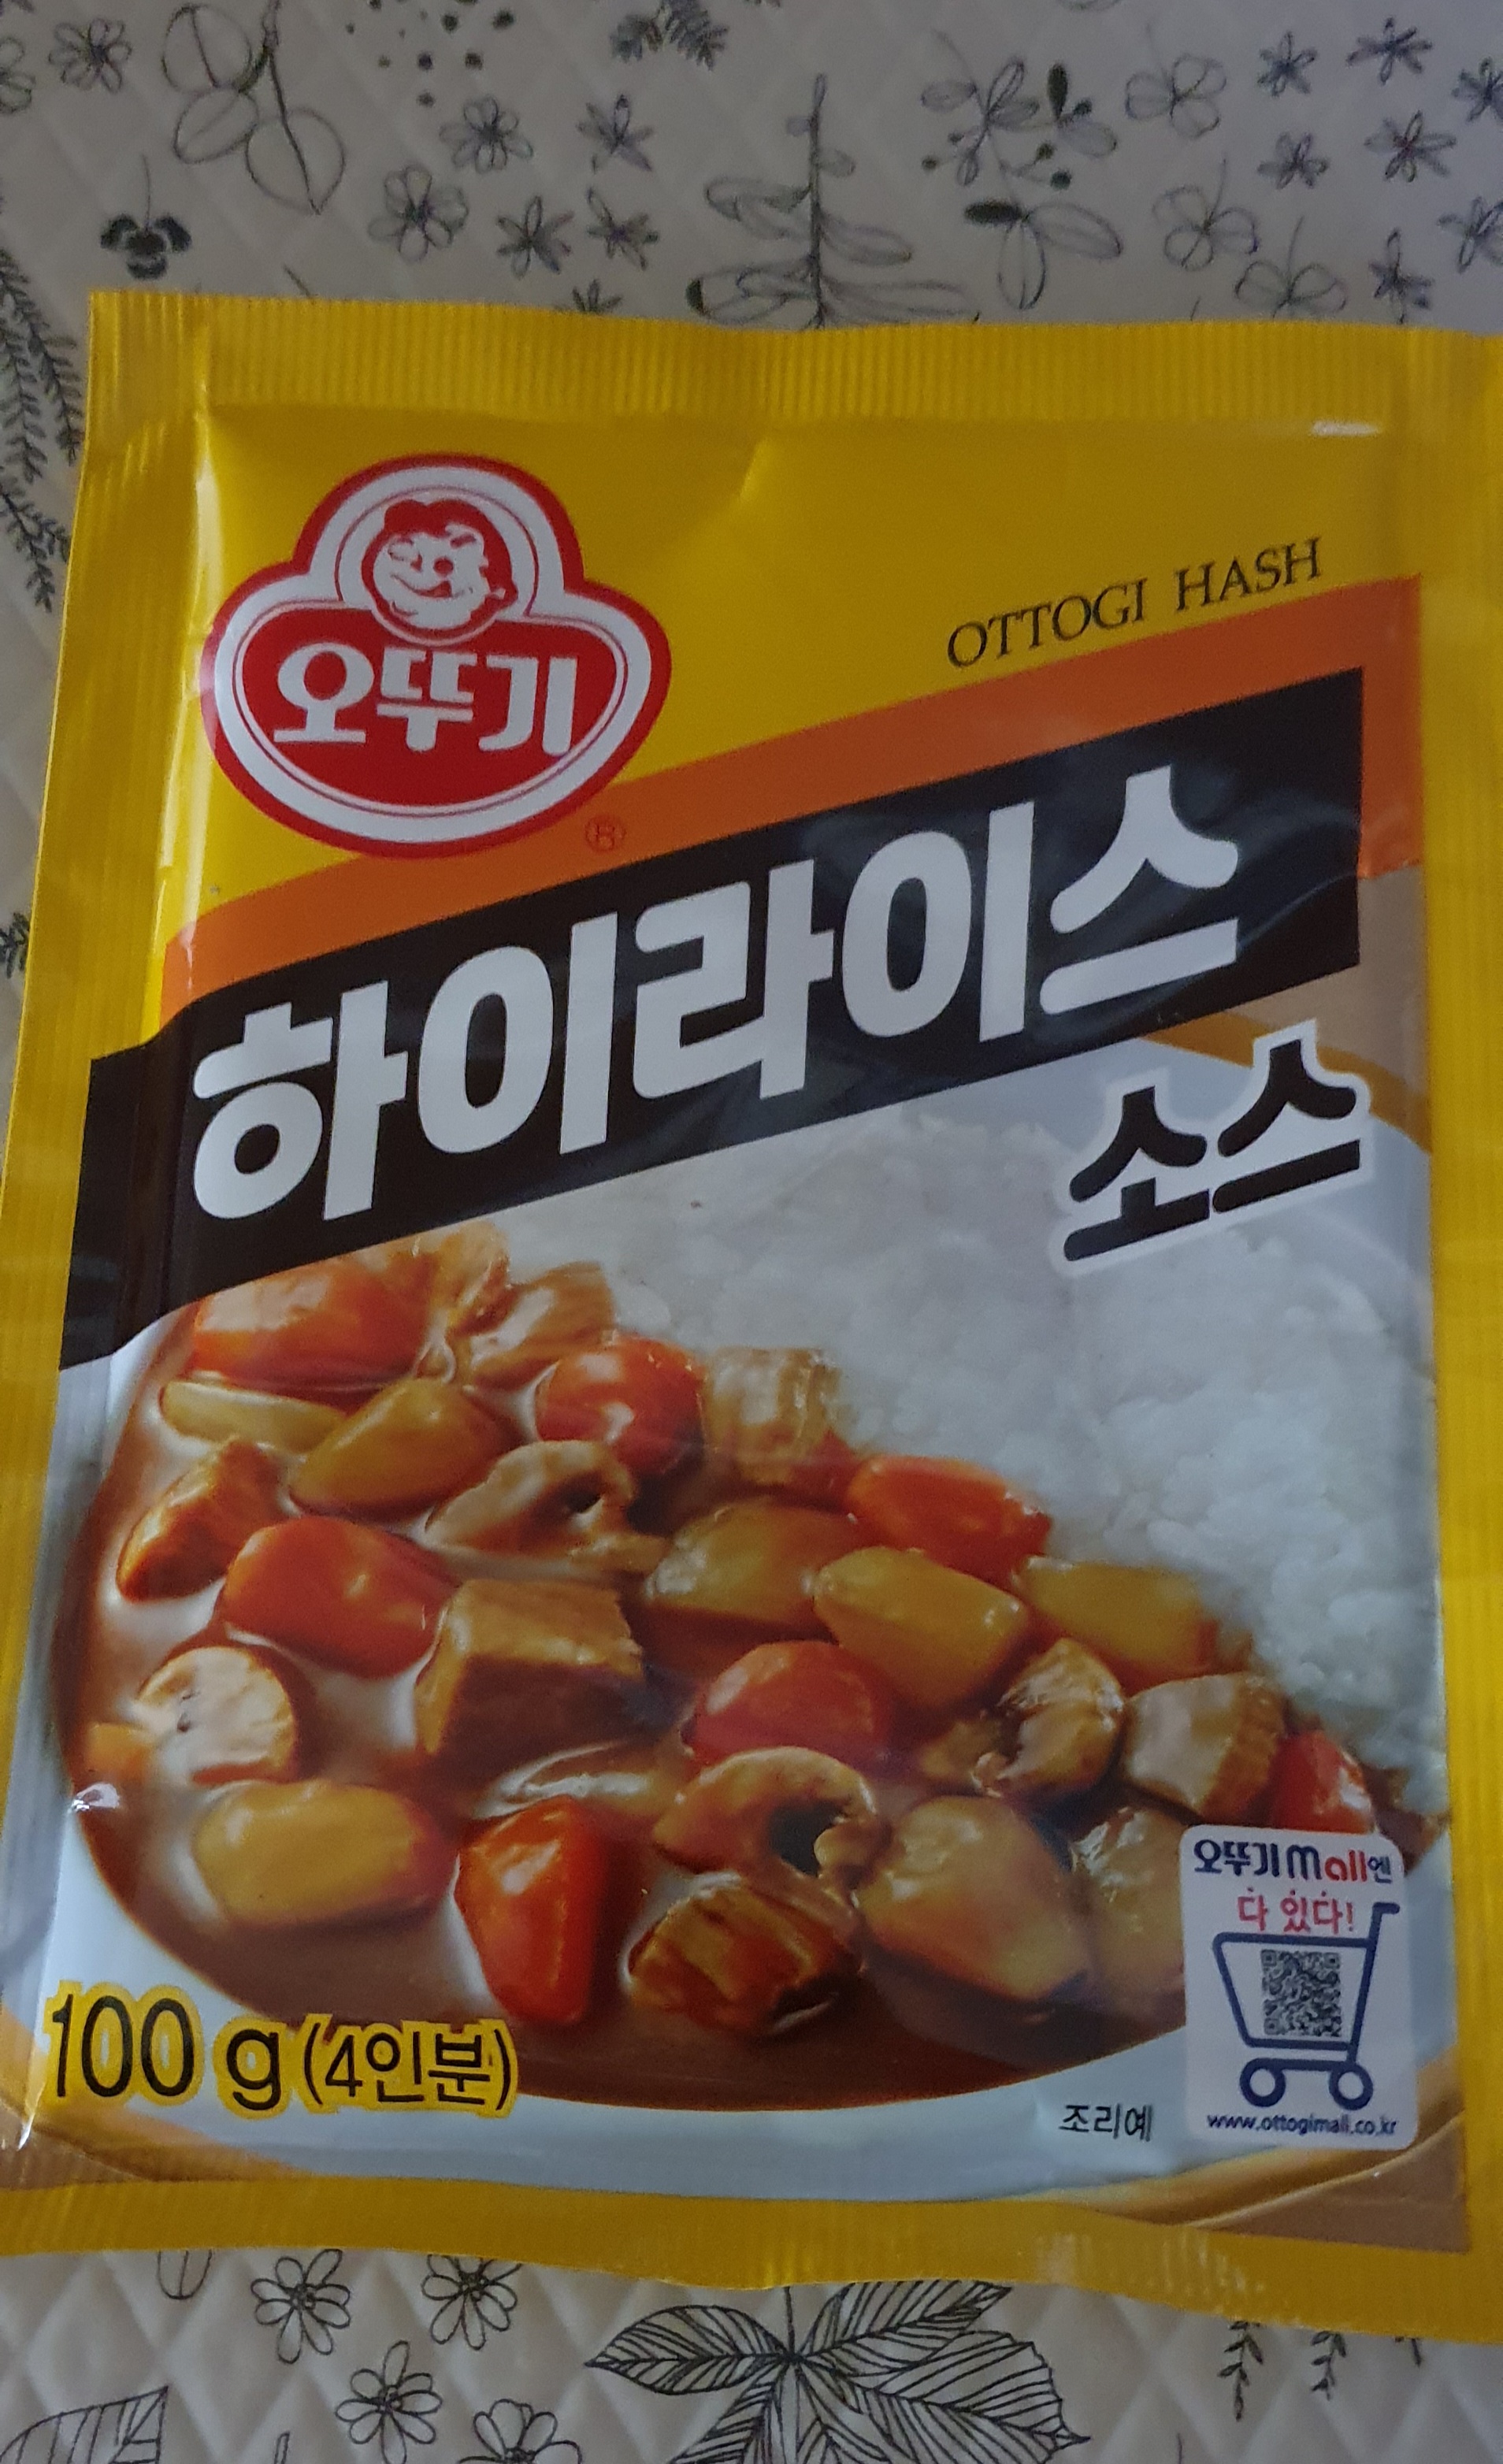 오뚜기
®
OTTOGI HASH
하이라이스
소스
오뚜기mall엔
다 있다!
100 g (4인분)
조리예
www.ottogimall.co.kr